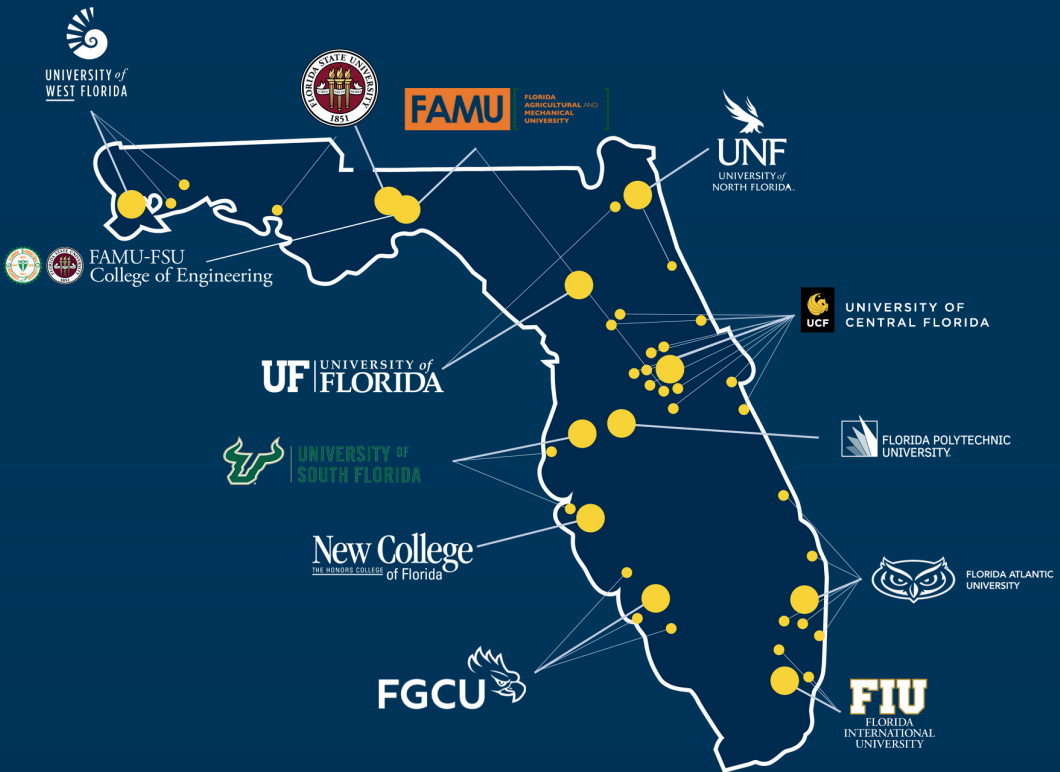 UNIVERSITY of
WEST FLORIDA
FLORIDA STATE UNIVERSITY
1851
FAMU
FLORIDA
AGRICULTURAL AND
MECHANICAL
UNIVERSITY
UNF
UNIVERSITY of
NORTH FLORIDA.
FAMU-FSU
College of Engineering
UCF
UNIVERSITY OF
CENTRAL FLORIDA
UF UNIVERSITY of
FLORIDA
FLORIDA POLYTECHNIC
UNIVERSITY
UNIVERSITY OF
SOUTH FLORIDA
New College
THE HONORS COLLEGE of Florida
FLORIDA ATLANTIC
UNIVERSITY
FGCU
FIU
FLORIDA
INTERNATIONAL
UNIVERSITY